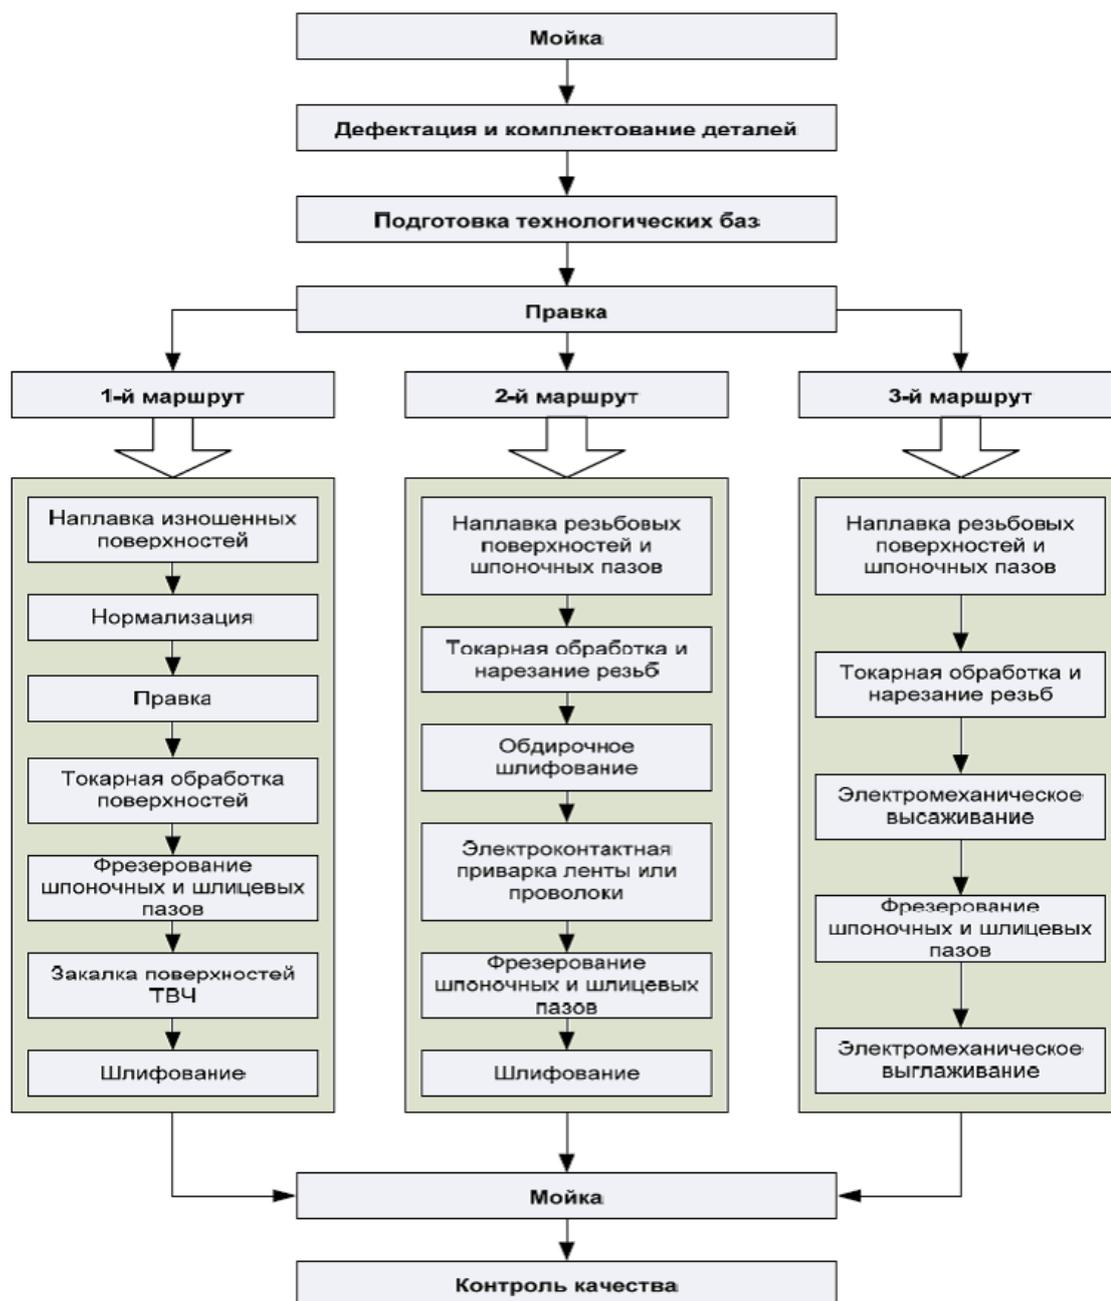 Мойка
Дефектация и комплектование деталей
Подготовка технологических баз
Правка
1-й маршрут
2-й маршрут
3-й маршрут
Наплавка изношенных
поверхностей
Нормализация
Правка
Токарная обработка
поверхностей
Фрезерование
шпоночных и шлицевых
пазов
Закалка поверхностей
ТВЧ
Шлифование
Наплавка резьбовых
поверхностей и
шпоночных пазов
Токарная обработка и
нарезание резьб
Обдирочное
шлифование
Электроконтактная
приварка ленты или
проволоки
Фрезерование
шпоночных и шлицевых
пазов
Шлифование
Наплавка резьбовых
поверхностей и
шпоночных пазов
Токарная обработка и
нарезание резьб
Электромеханическое
высаживание
Фрезерование
шпоночных и шлицевых
пазов
Электромеханическое
выглаживание
Мойка
Контроль качества